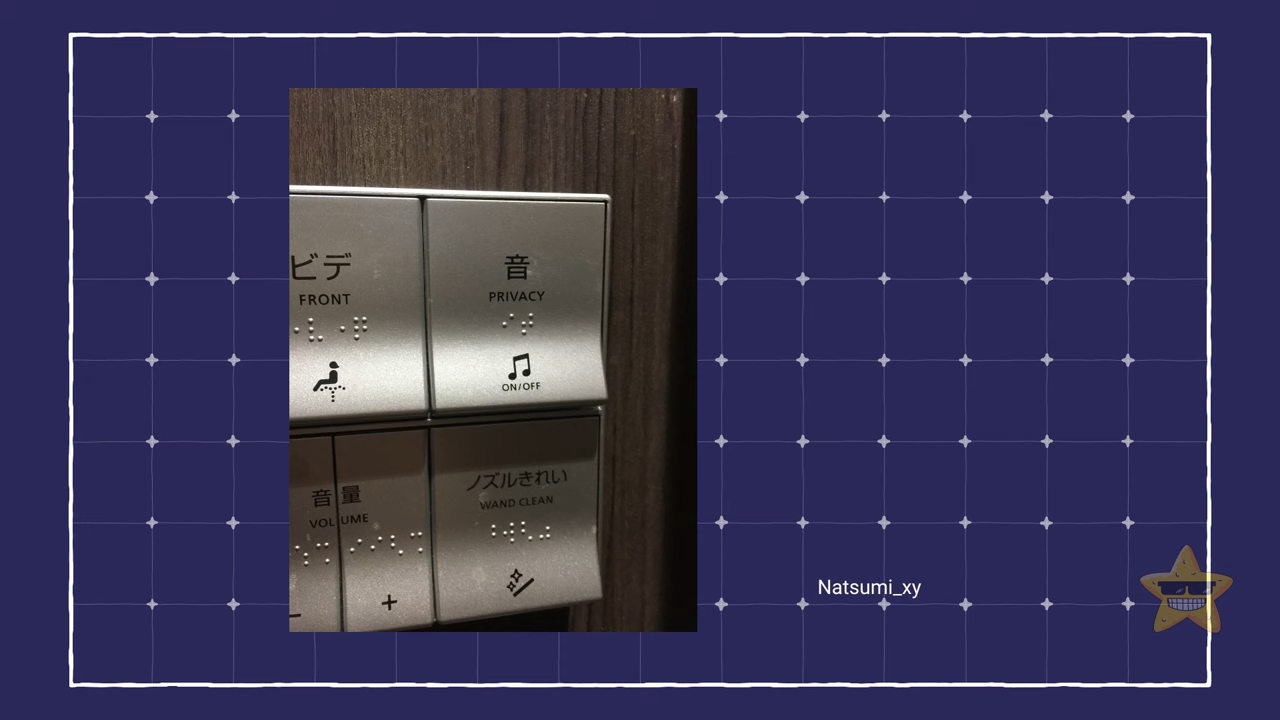 ビデ
FRONT
音
PRIVACY
ON/OFF
音量
VOLUME
- +
ノズルきれい
WAND CLEAN
Natsumi_xy